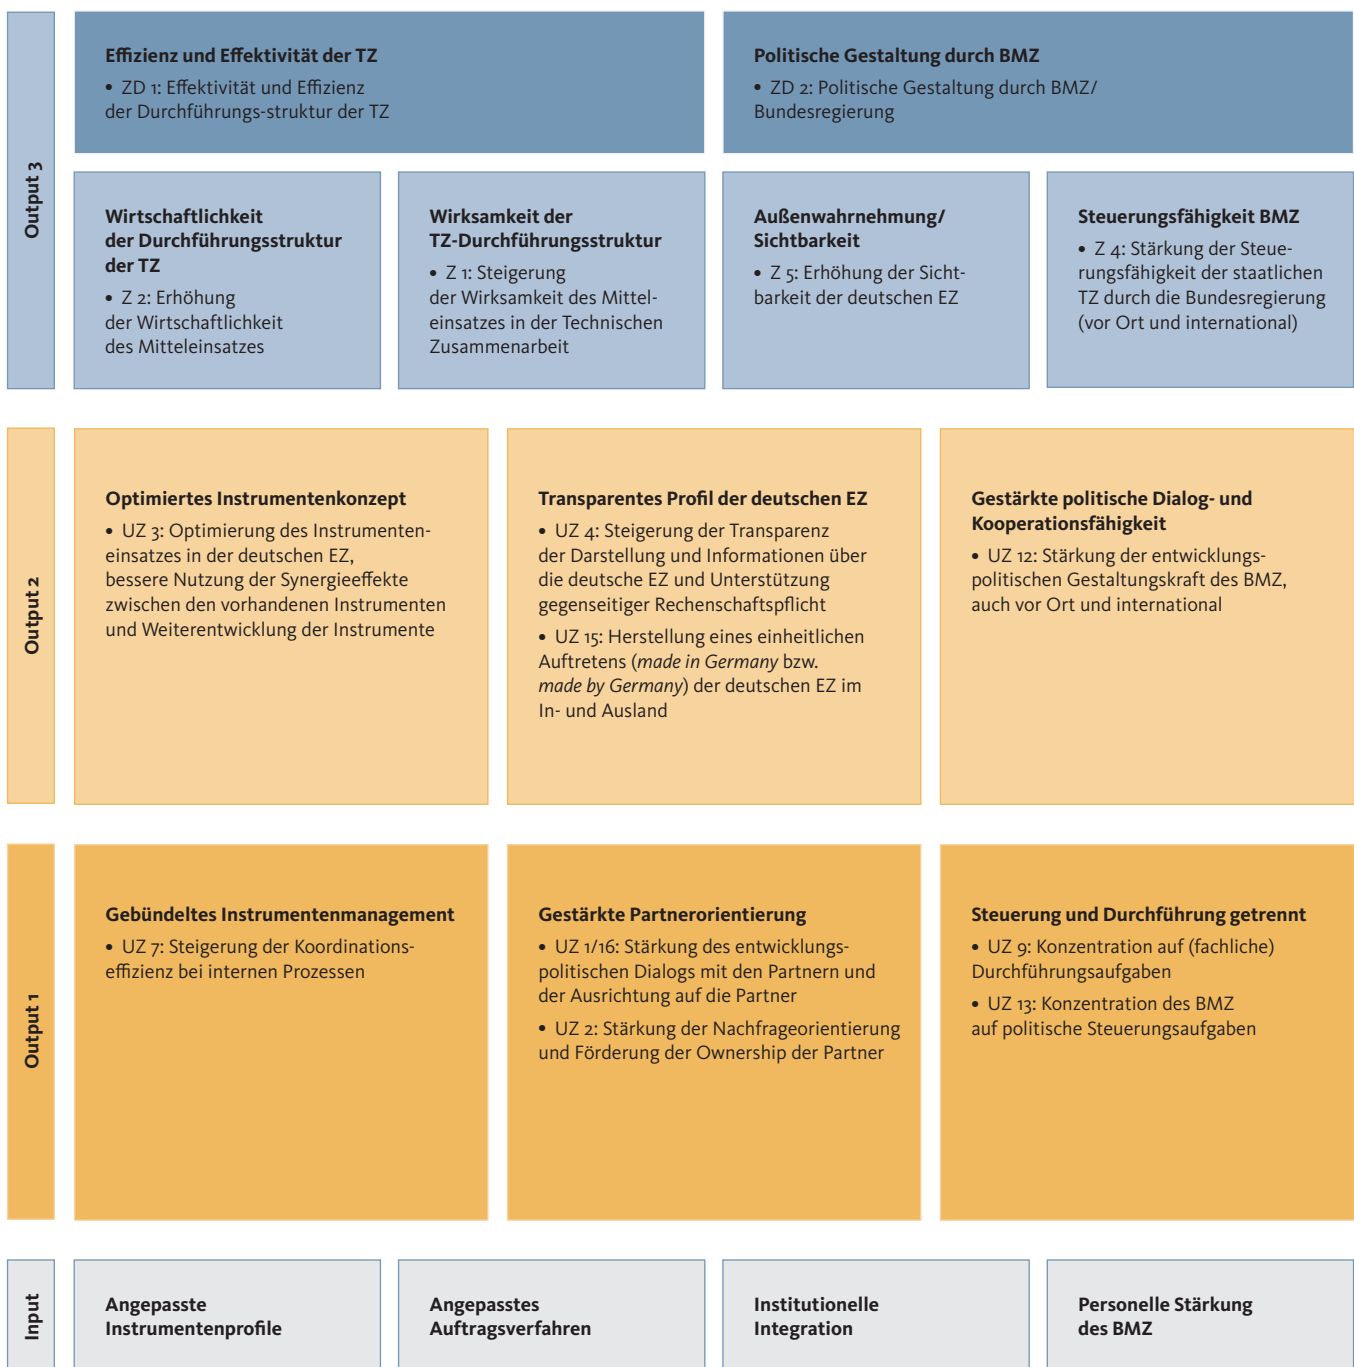 Output 3
Effizienz und Effektivität der TZ
• ZD 1: Effektivität und Effizienz
der Durchführungs-struktur der TZ
Politische Gestaltung durch BMZ
• ZD 2: Politische Gestaltung durch BMZ/
Bundesregierung
Wirtschaftlichkeit
der Durchführungsstruktur
der TZ
• Z 2: Erhöhung
der Wirtschaftlichkeit
des Mitteleinsatzes
Wirksamkeit der
TZ-Durchführungsstruktur
• Z 1: Steigerung
der Wirksamkeit des Mittel-
einsatzes in der Technischen
Zusammenarbeit
Außenwahrnehmung/
Sichtbarkeit
• Z 5: Erhöhung der Sicht-
barkeit der deutschen EZ
Steuerungsfähigkeit BMZ
• Z 4: Stärkung der Steue-
rungsfähigkeit der staatlichen
TZ durch die Bundesregierung
(vor Ort und international)
Output 2
Optimiertes Instrumentenkonzept
• UZ 3: Optimierung des Instrumenten-
einsatzes in der deutschen EZ,
bessere Nutzung der Synergieeffekte
zwischen den vorhandenen Instrumenten
und Weiterentwicklung der Instrumente
Transparentes Profil der deutschen EZ
• UZ 4: Steigerung der Transparenz
der Darstellung und Informationen über
die deutsche EZ und Unterstützung
gegenseitiger Rechenschaftspflicht
• UZ 15: Herstellung eines einheitlichen
Auftretens (made in Germany bzw.
made by Germany) der deutschen EZ im
In- und Ausland
Gestärkte politische Dialog- und
Kooperationsfähigkeit
• UZ 12: Stärkung der entwicklungs-
politischen Gestaltungskraft des BMZ,
auch vor Ort und international
Output 1
Gebündeltes Instrumentenmanagement
• UZ 7: Steigerung der Koordinations-
effizienz bei internen Prozessen
Gestärkte Partnerorientierung
• UZ 1/16: Stärkung des entwicklungs-
politischen Dialogs mit den Partnern und
der Ausrichtung auf die Partner
• UZ 2: Stärkung der Nachfrageorientierung
und Förderung der Ownership der Partner
Steuerung und Durchführung getrennt
• UZ 9: Konzentration auf (fachliche)
Durchführungsaufgaben
• UZ 13: Konzentration des BMZ
auf politische Steuerungsaufgaben
Input
Angepasste
Instrumentenprofile
Angepasstes
Auftragsverfahren
Institutionelle
Integration
Personelle Stärkung
des BMZ